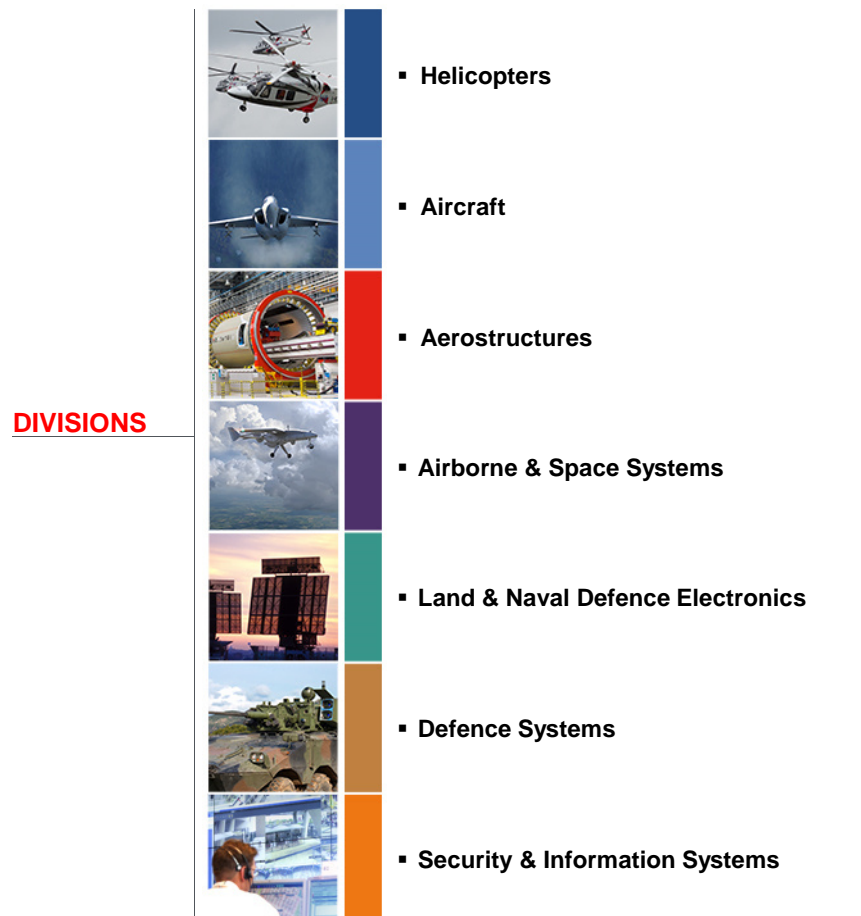 ▪ Helicopters
▪ Aircraft
▪ Aerostructures
DIVISIONS
▪ Airborne & Space Systems
▪ Land & Naval Defence Electronics
▪ Defence Systems
▪ Security & Information Systems